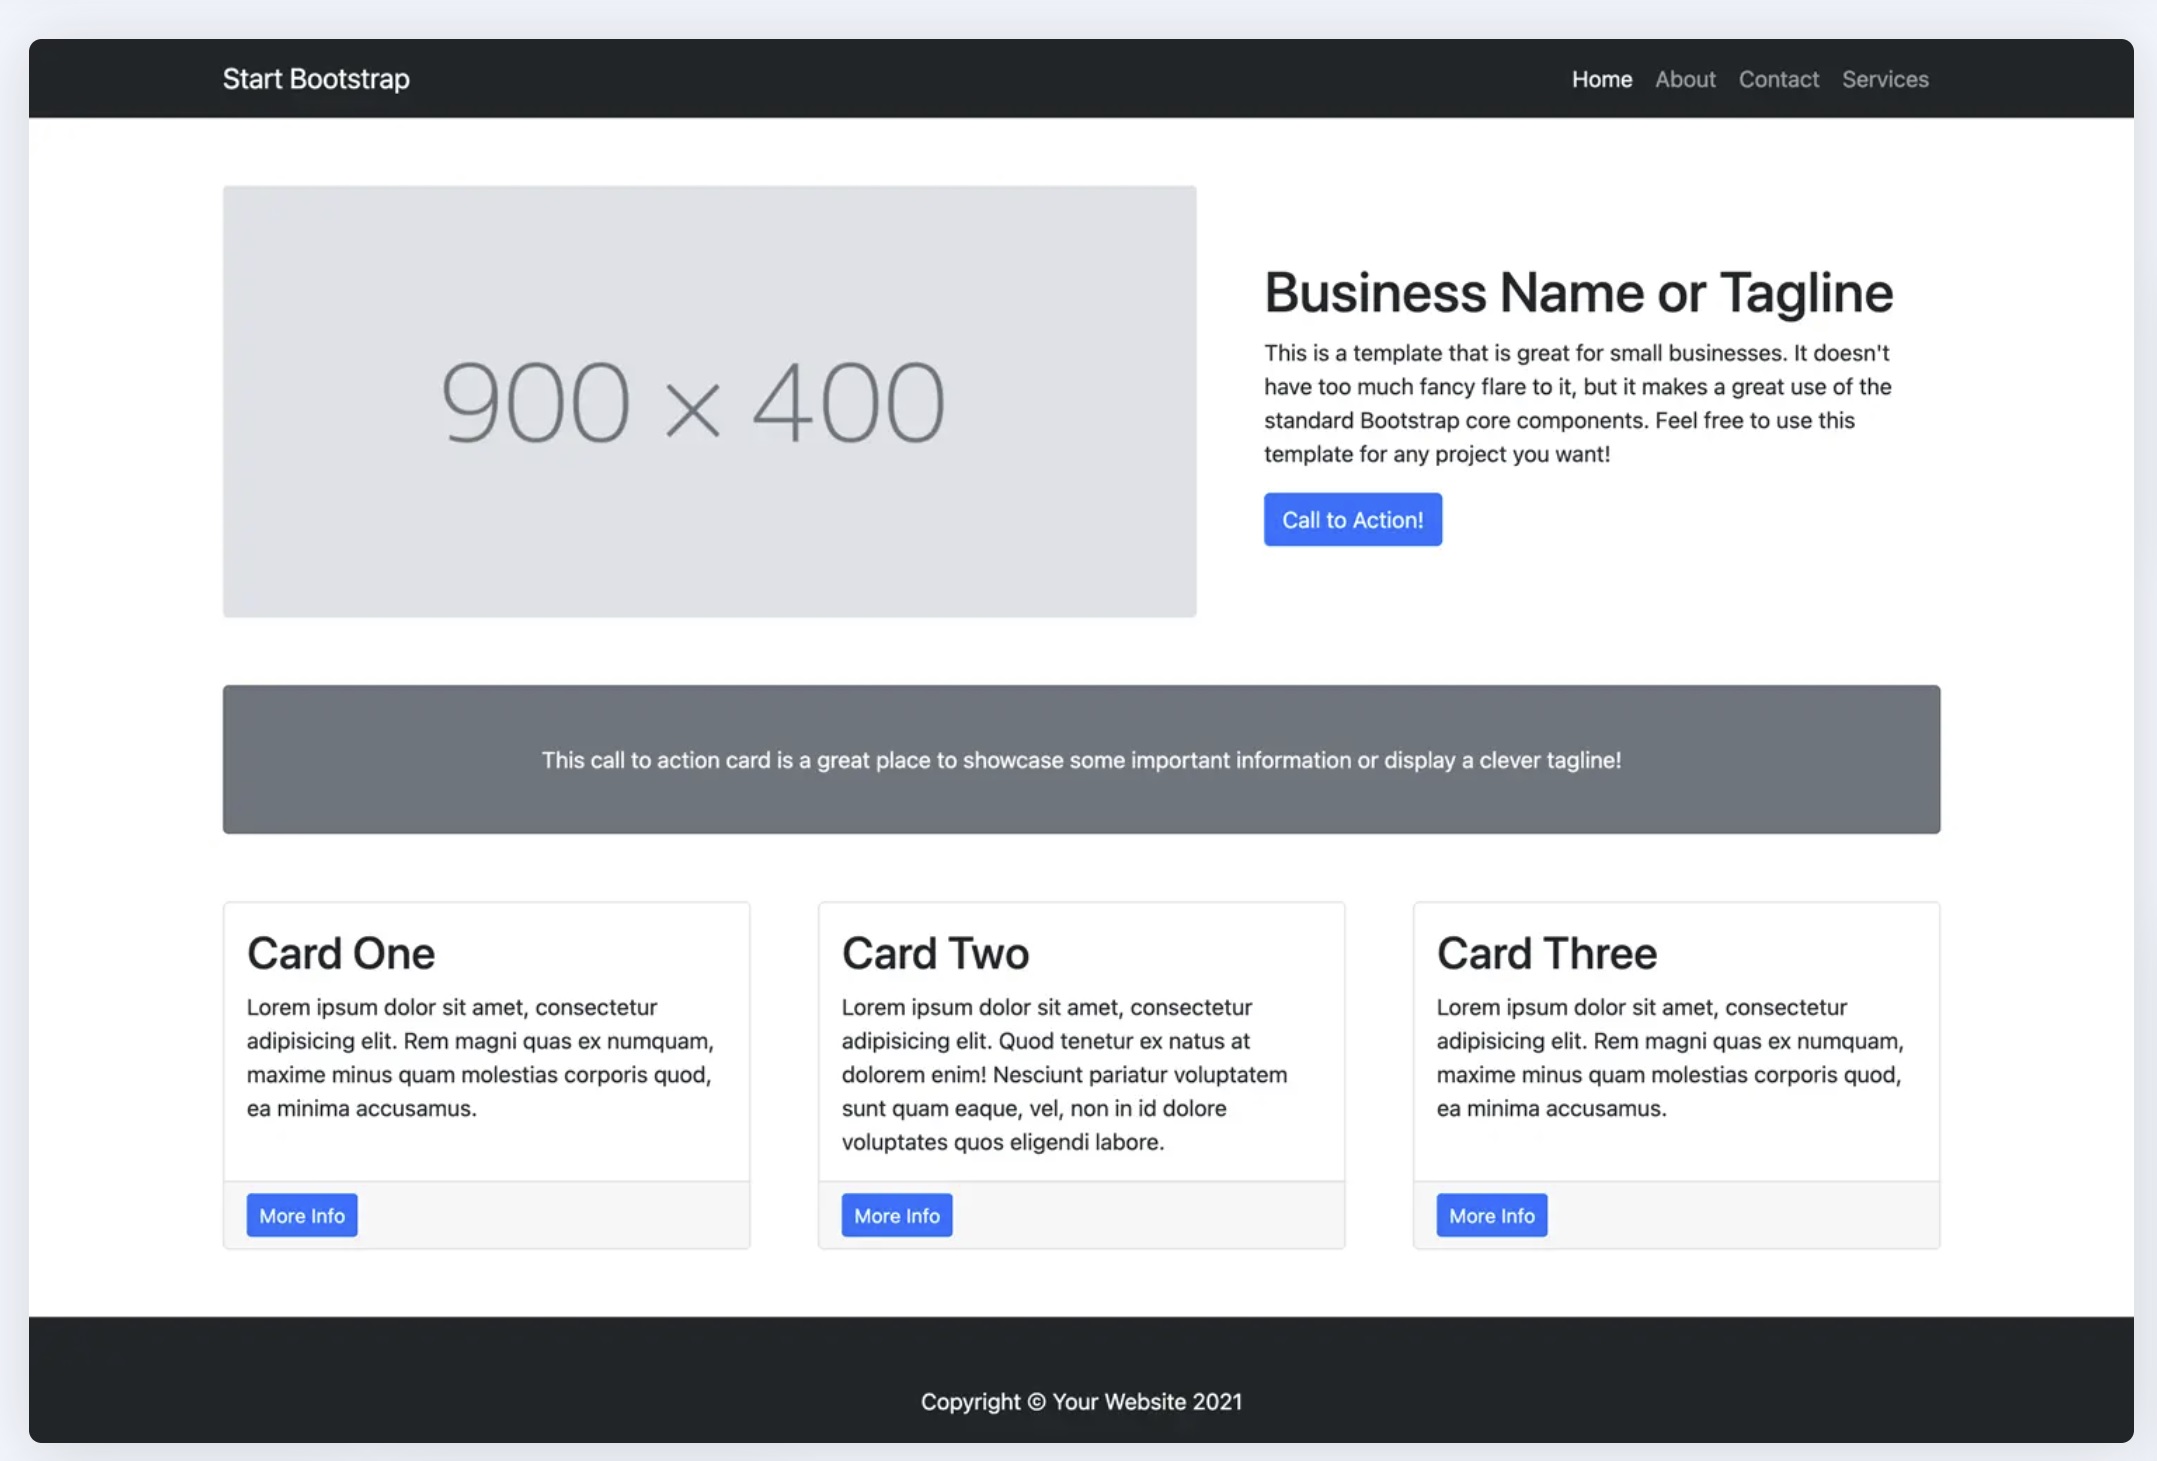 Start Bootstrap
Home About Contact Services
900 × 400
Business Name or Tagline
This is a template that is great for small businesses. It doesn't
have too much fancy flare to it, but it makes a great use of the
standard Bootstrap core components. Feel free to use this
template for any project you want!
Call to Action!
This call to action card is a great place to showcase some important information or display a clever tagline!
Card One
Lorem ipsum dolor sit amet, consectetur
adipisicing elit. Rem magni quas ex numquam,
maxime minus quam molestias corporis quod,
ea minima accusamus.
More Info
Card Two
Lorem ipsum dolor sit amet, consectetur
adipisicing elit. Quod tenetur ex natus at
dolorem enim! Nesciunt pariatur voluptatem
sunt quam eaque, vel, non in id dolore
voluptates quos eligendi labore.
More Info
Card Three
Lorem ipsum dolor sit amet, consectetur
adipisicing elit. Rem magni quas ex numquam,
maxime minus quam molestias corporis quod,
ea minima accusamus.
More Info
Copyright © Your Website 2021